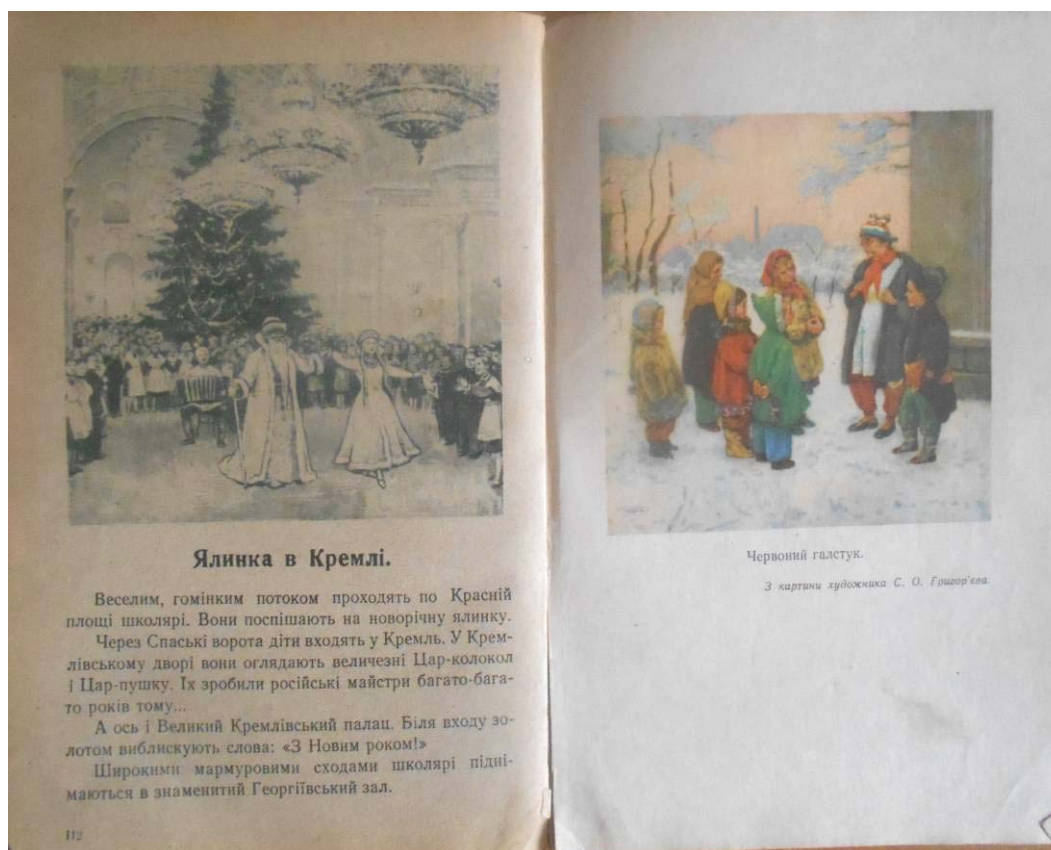 Ялинка в Кремлі.
Веселим, гомінким потоком проходять по Красній
площі школярі. Вони поспішають на новорічну ялинку.
Через Спаські ворота діти входять у Кремль. У Крем-
лівському дворі вони оглядають величезні Цар-колокол
і Цар-пушку. Їх зробили російські майстри багато-бага-
то років тому...
А ось і Великий Кремлівський палац. Біля входу зо-
лотом виблискують слова: «З Новим роком!»
Широкими мармуровими сходами школярі підні-
маються в знаменитий Георгіївський зал.
112
Червоний галстук.
З картини художника С. О. Григор'єва.